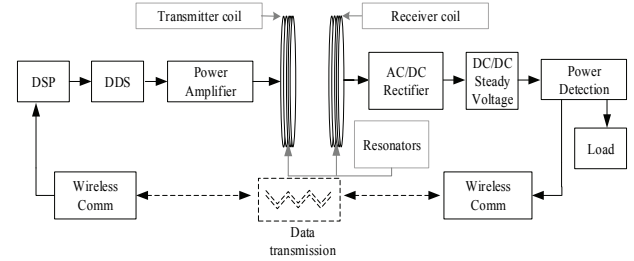 Transmitter coil
Receiver coil
DSP
DDS
Power
Amplifier
AC/DC
Rectifier
DC/DC
Steady
Voltage
Power
Detection
Resonators
Load
Wireless
Comm
Wireless
Comm
Data
transmission